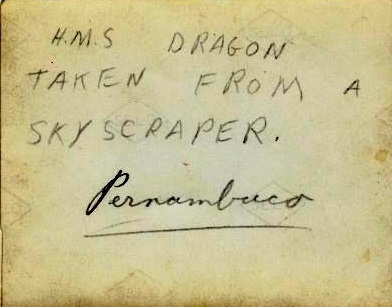 H.M.S DRAGON
TAKEN FROM A
SKYSCRAPER.
Pernambuco